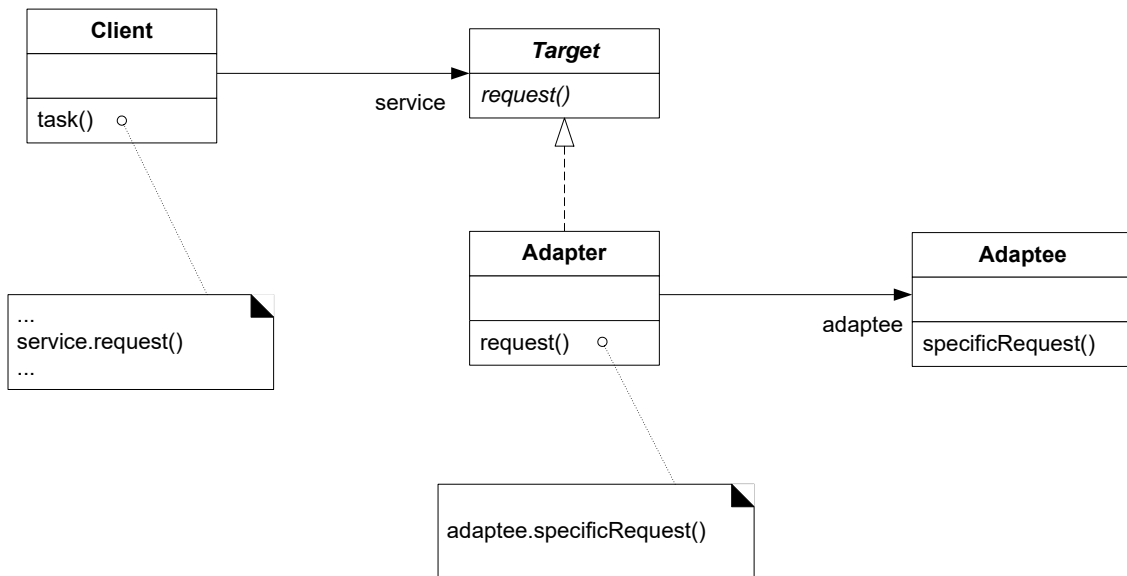 Client
task()
service
Target
request()
...
service.request()
...
Adapter
request()
adaptee
Adaptee
specificRequest()
adaptee.specificRequest()